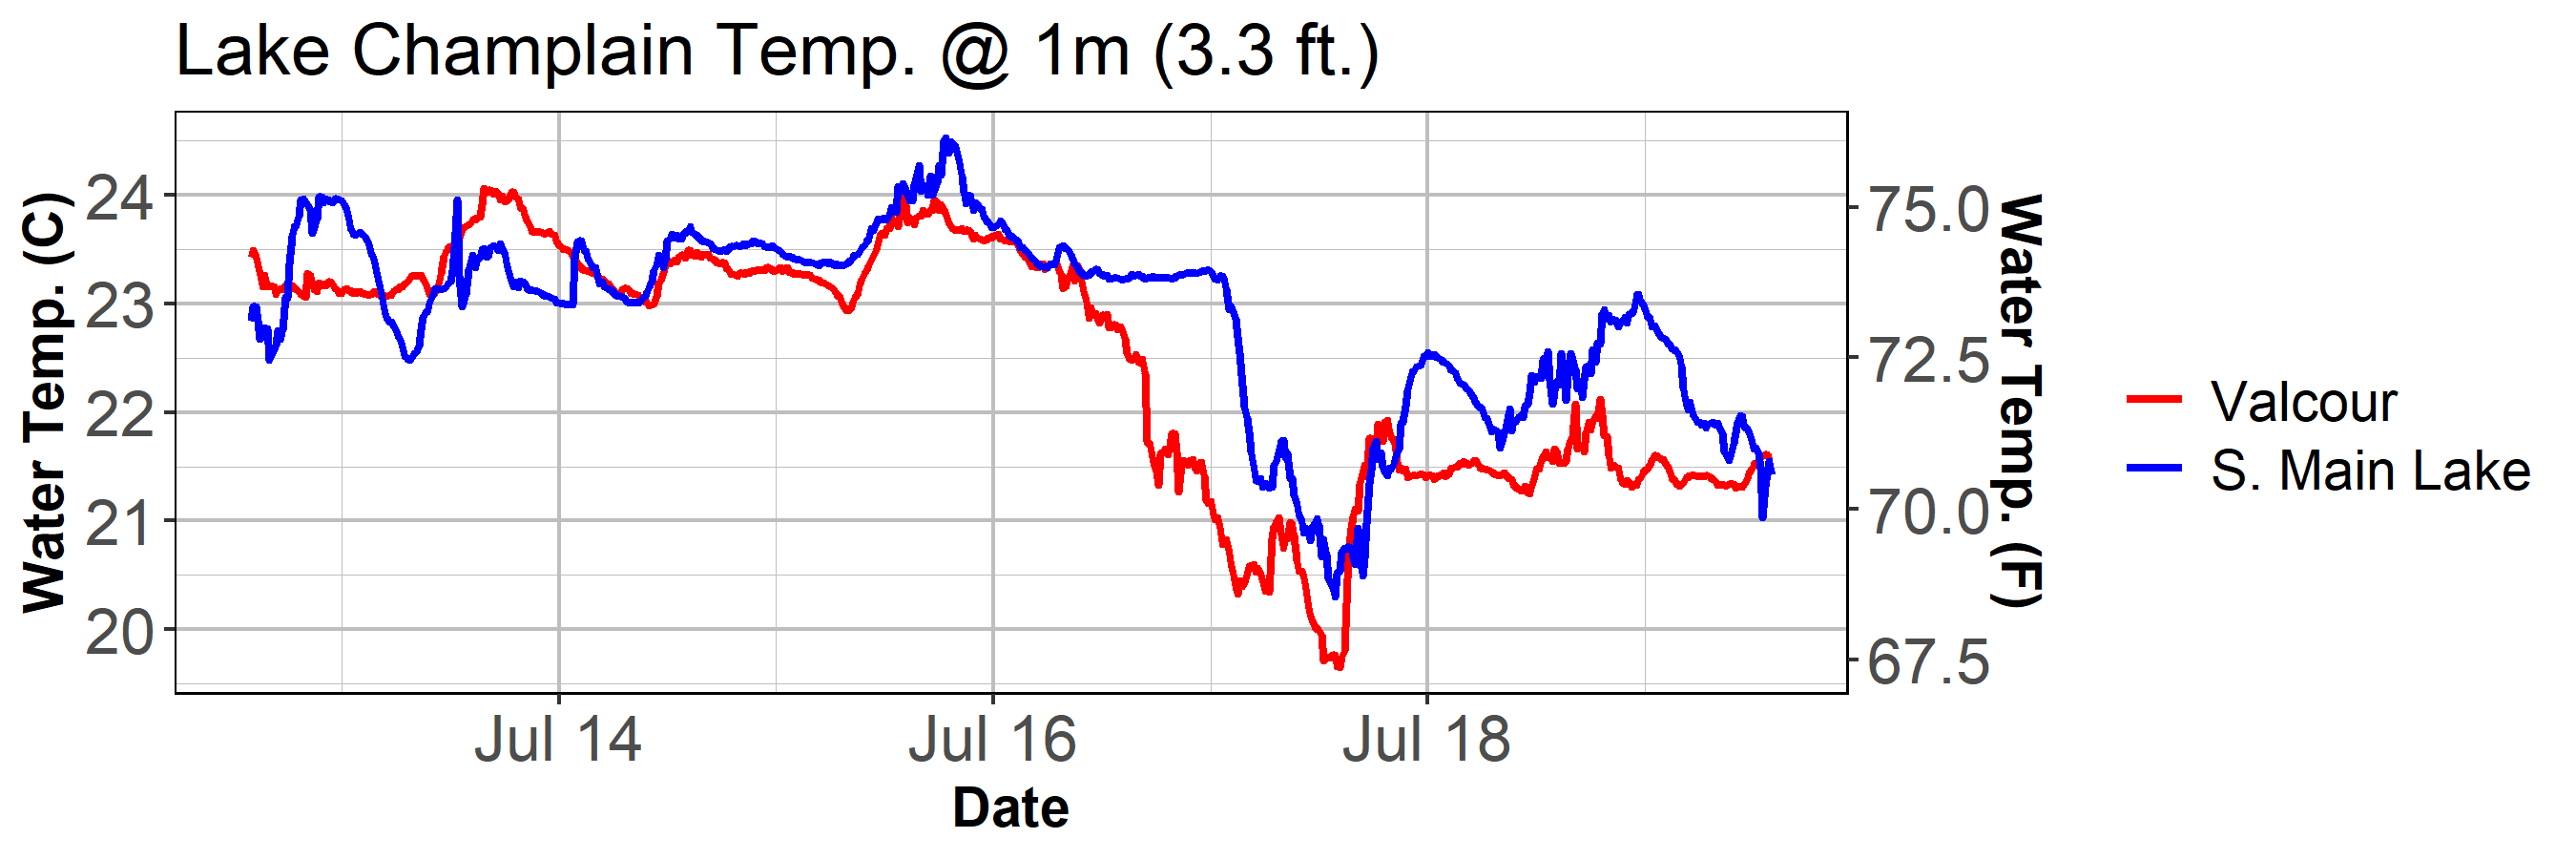 Lake Champlain Temp. @ 1m (3.3 ft.)
Water Temp. (C)
24
23
22
21
20
75.0
72.5
70.0
67.5
Water Temp. (F)
Jul 14
Jul 16
Jul 18
Date
Valcour
S. Main Lake